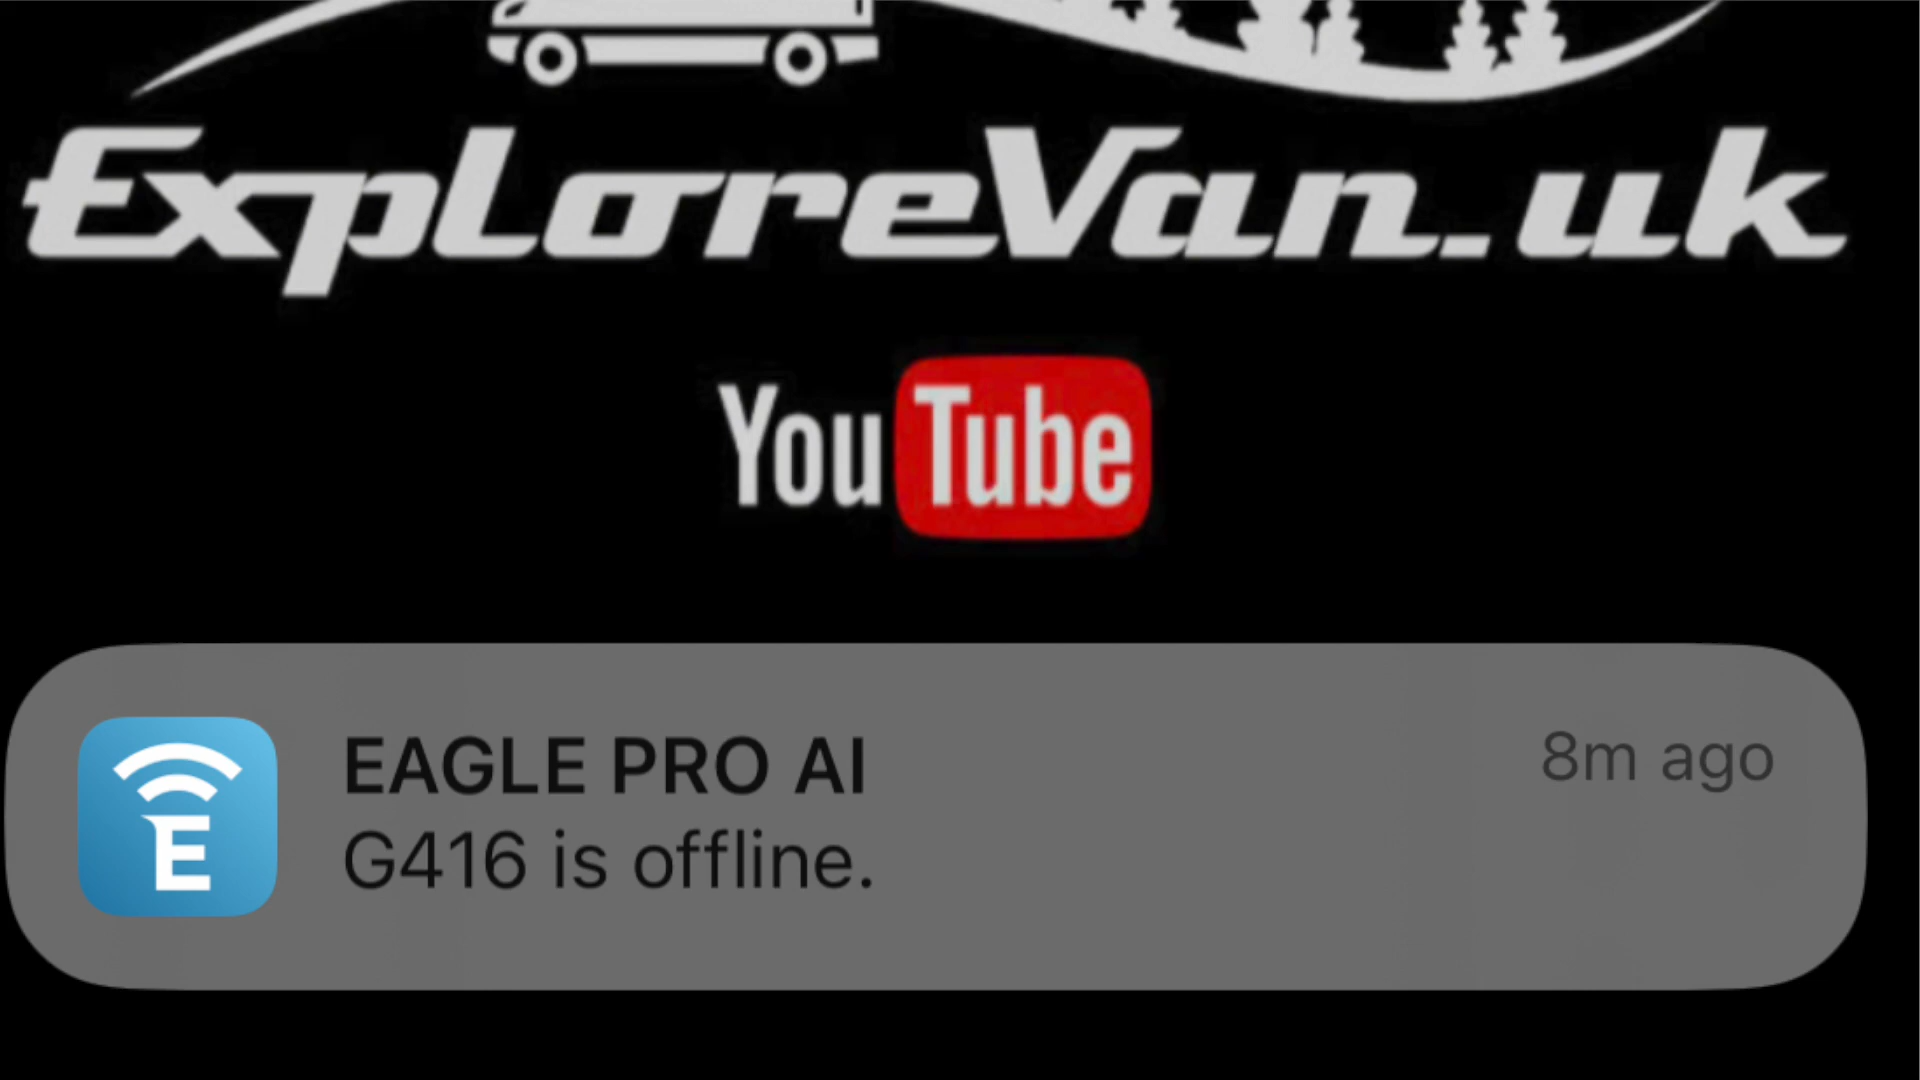 ExploreVan.uk
YouTube
EAGLE PRO AI
8m ago
G416 is offline.